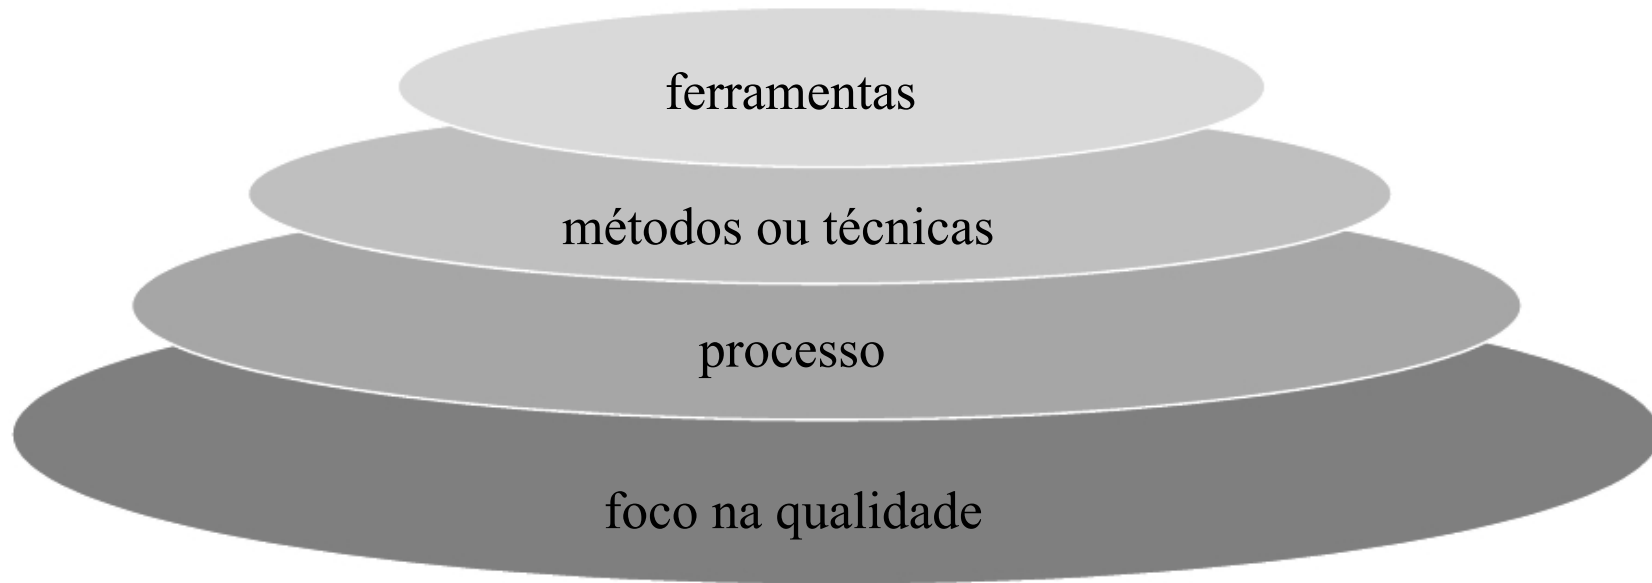 ferramentas
métodos ou técnicas
processo
foco na qualidade